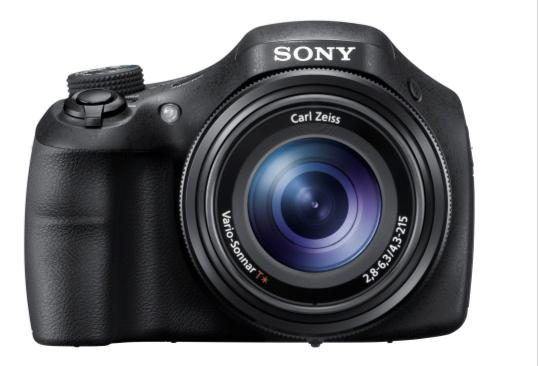 SONY
Carl Zeiss
Vario-Sonnar T*
2,8-6,3/4,3-215